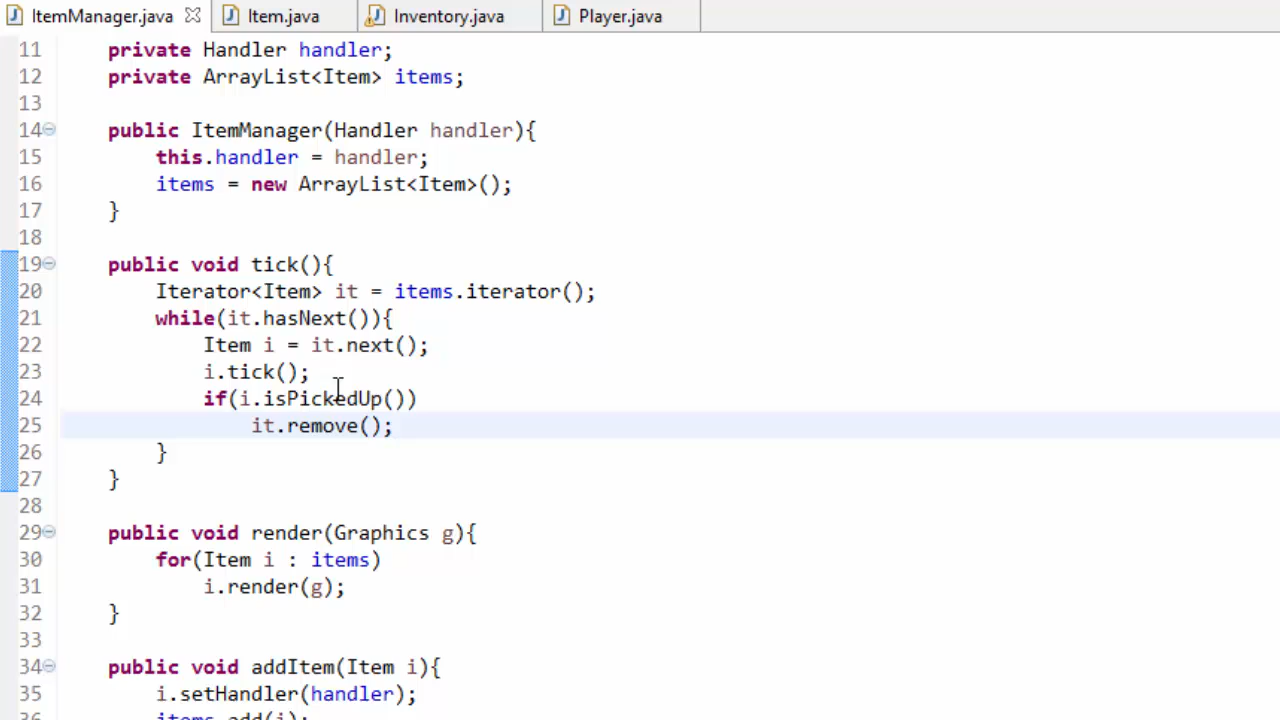 ItemManager.java Item.java Inventory.java Player.java
11 private Handler handler;
12 private ArrayList<Item> items;
13
14 public ItemManager(Handler handler){
15 this.handler = handler;
16 items = new ArrayList<Item>();
17 }
18
19 public void tick(){
20 Iterator<Item> it = items.iterator();
21 while(it.hasNext()){
22 Item i = it.next();
23 i.tick();
24 if(i.isPickedUp())
25 it.remove();
26 }
27 }
28
29 public void render(Graphics g){
30 for(Item i : items)
31 i.render(g);
32 }
33
34 public void addItem(Item i){
35 i.setHandler(handler);
36 items.add(i);